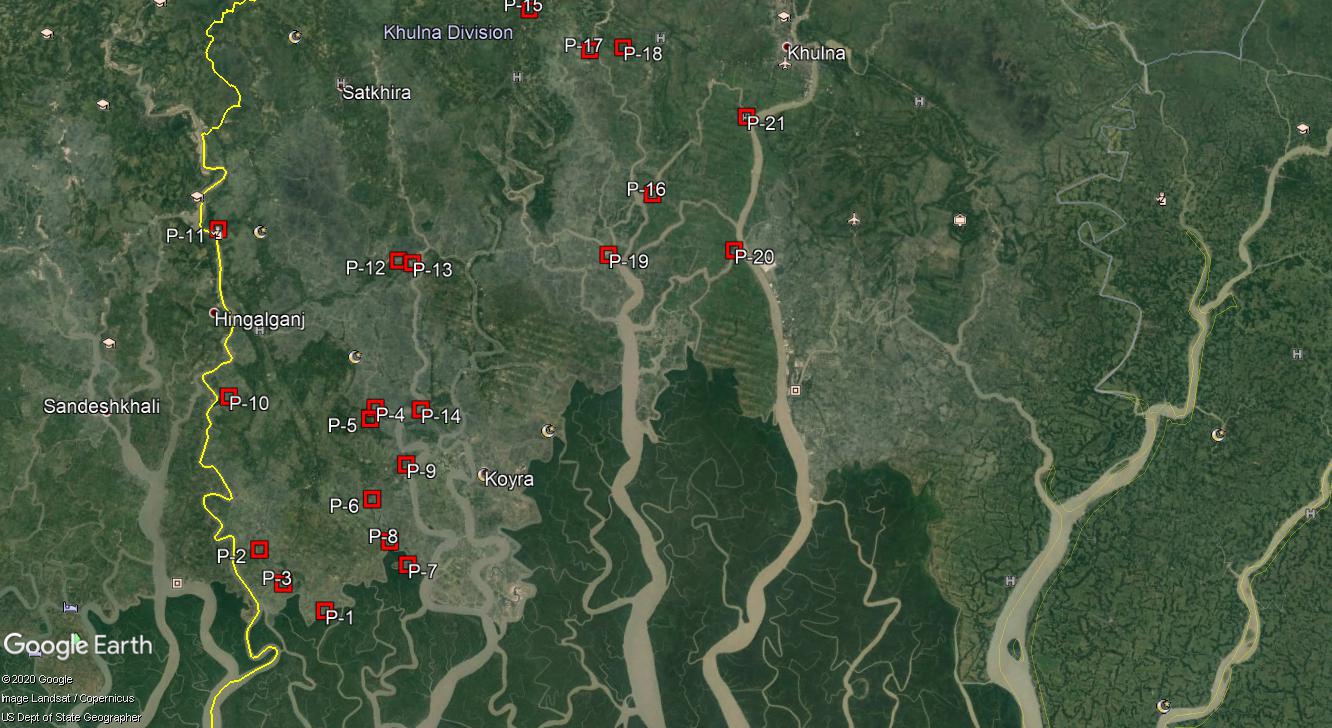 P-15
Khulna Division
P-17
P-18
Khulna
Satkhira
P-21
P-16
P-11
P-12
P-13
P-19
P-20
Hingalganj
Sandeshkhali
P-10
P-4
P-5
P-14
P-9
Koyra
P-6
P-8
P-2
P-7
P-3
P-1
Google Earth
©2020 Google
Image Landsat / Copernicus
US Dept of State Geographer